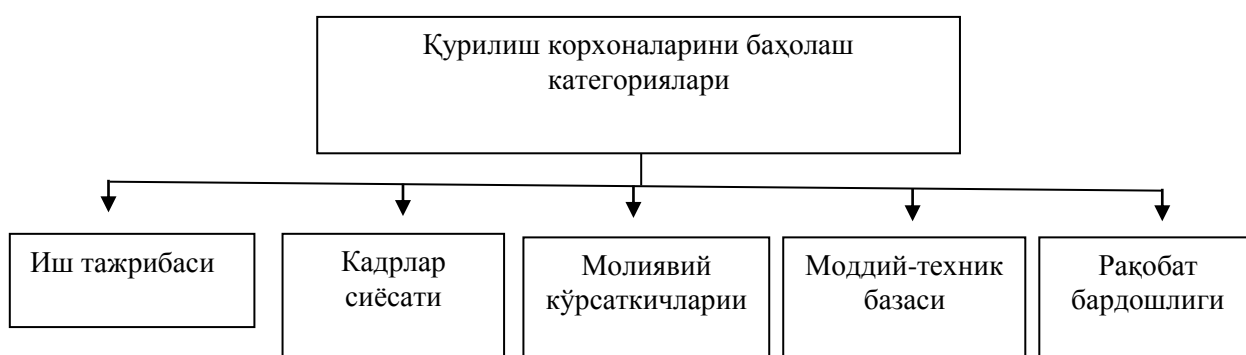 Қурилиш корхоналарини баҳолаш
категориялари
Иш тажрибаси
Кадрлар
сиёсати
Молиявий
кўрсаткичларии
Моддий-техник
базаси
Рақобат
бардошлиги